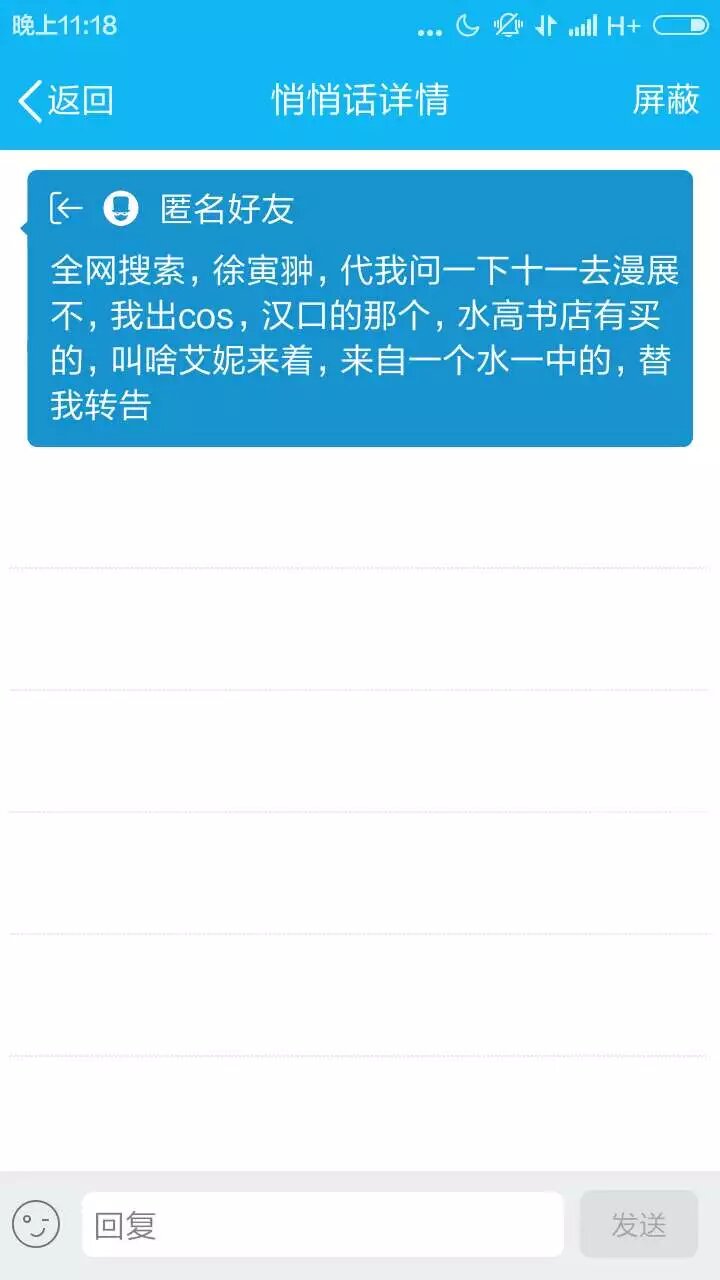 晚上11:18
... H+
返回 悄悄话详情 屏蔽
匿名好友
全网搜索，徐寅翀，代我问一下十一去漫展
不，我出cos，汉口的那个，水高书店有买
的，叫啥艾妮来着，来自一个水一中的，替
我转告
回复 发送